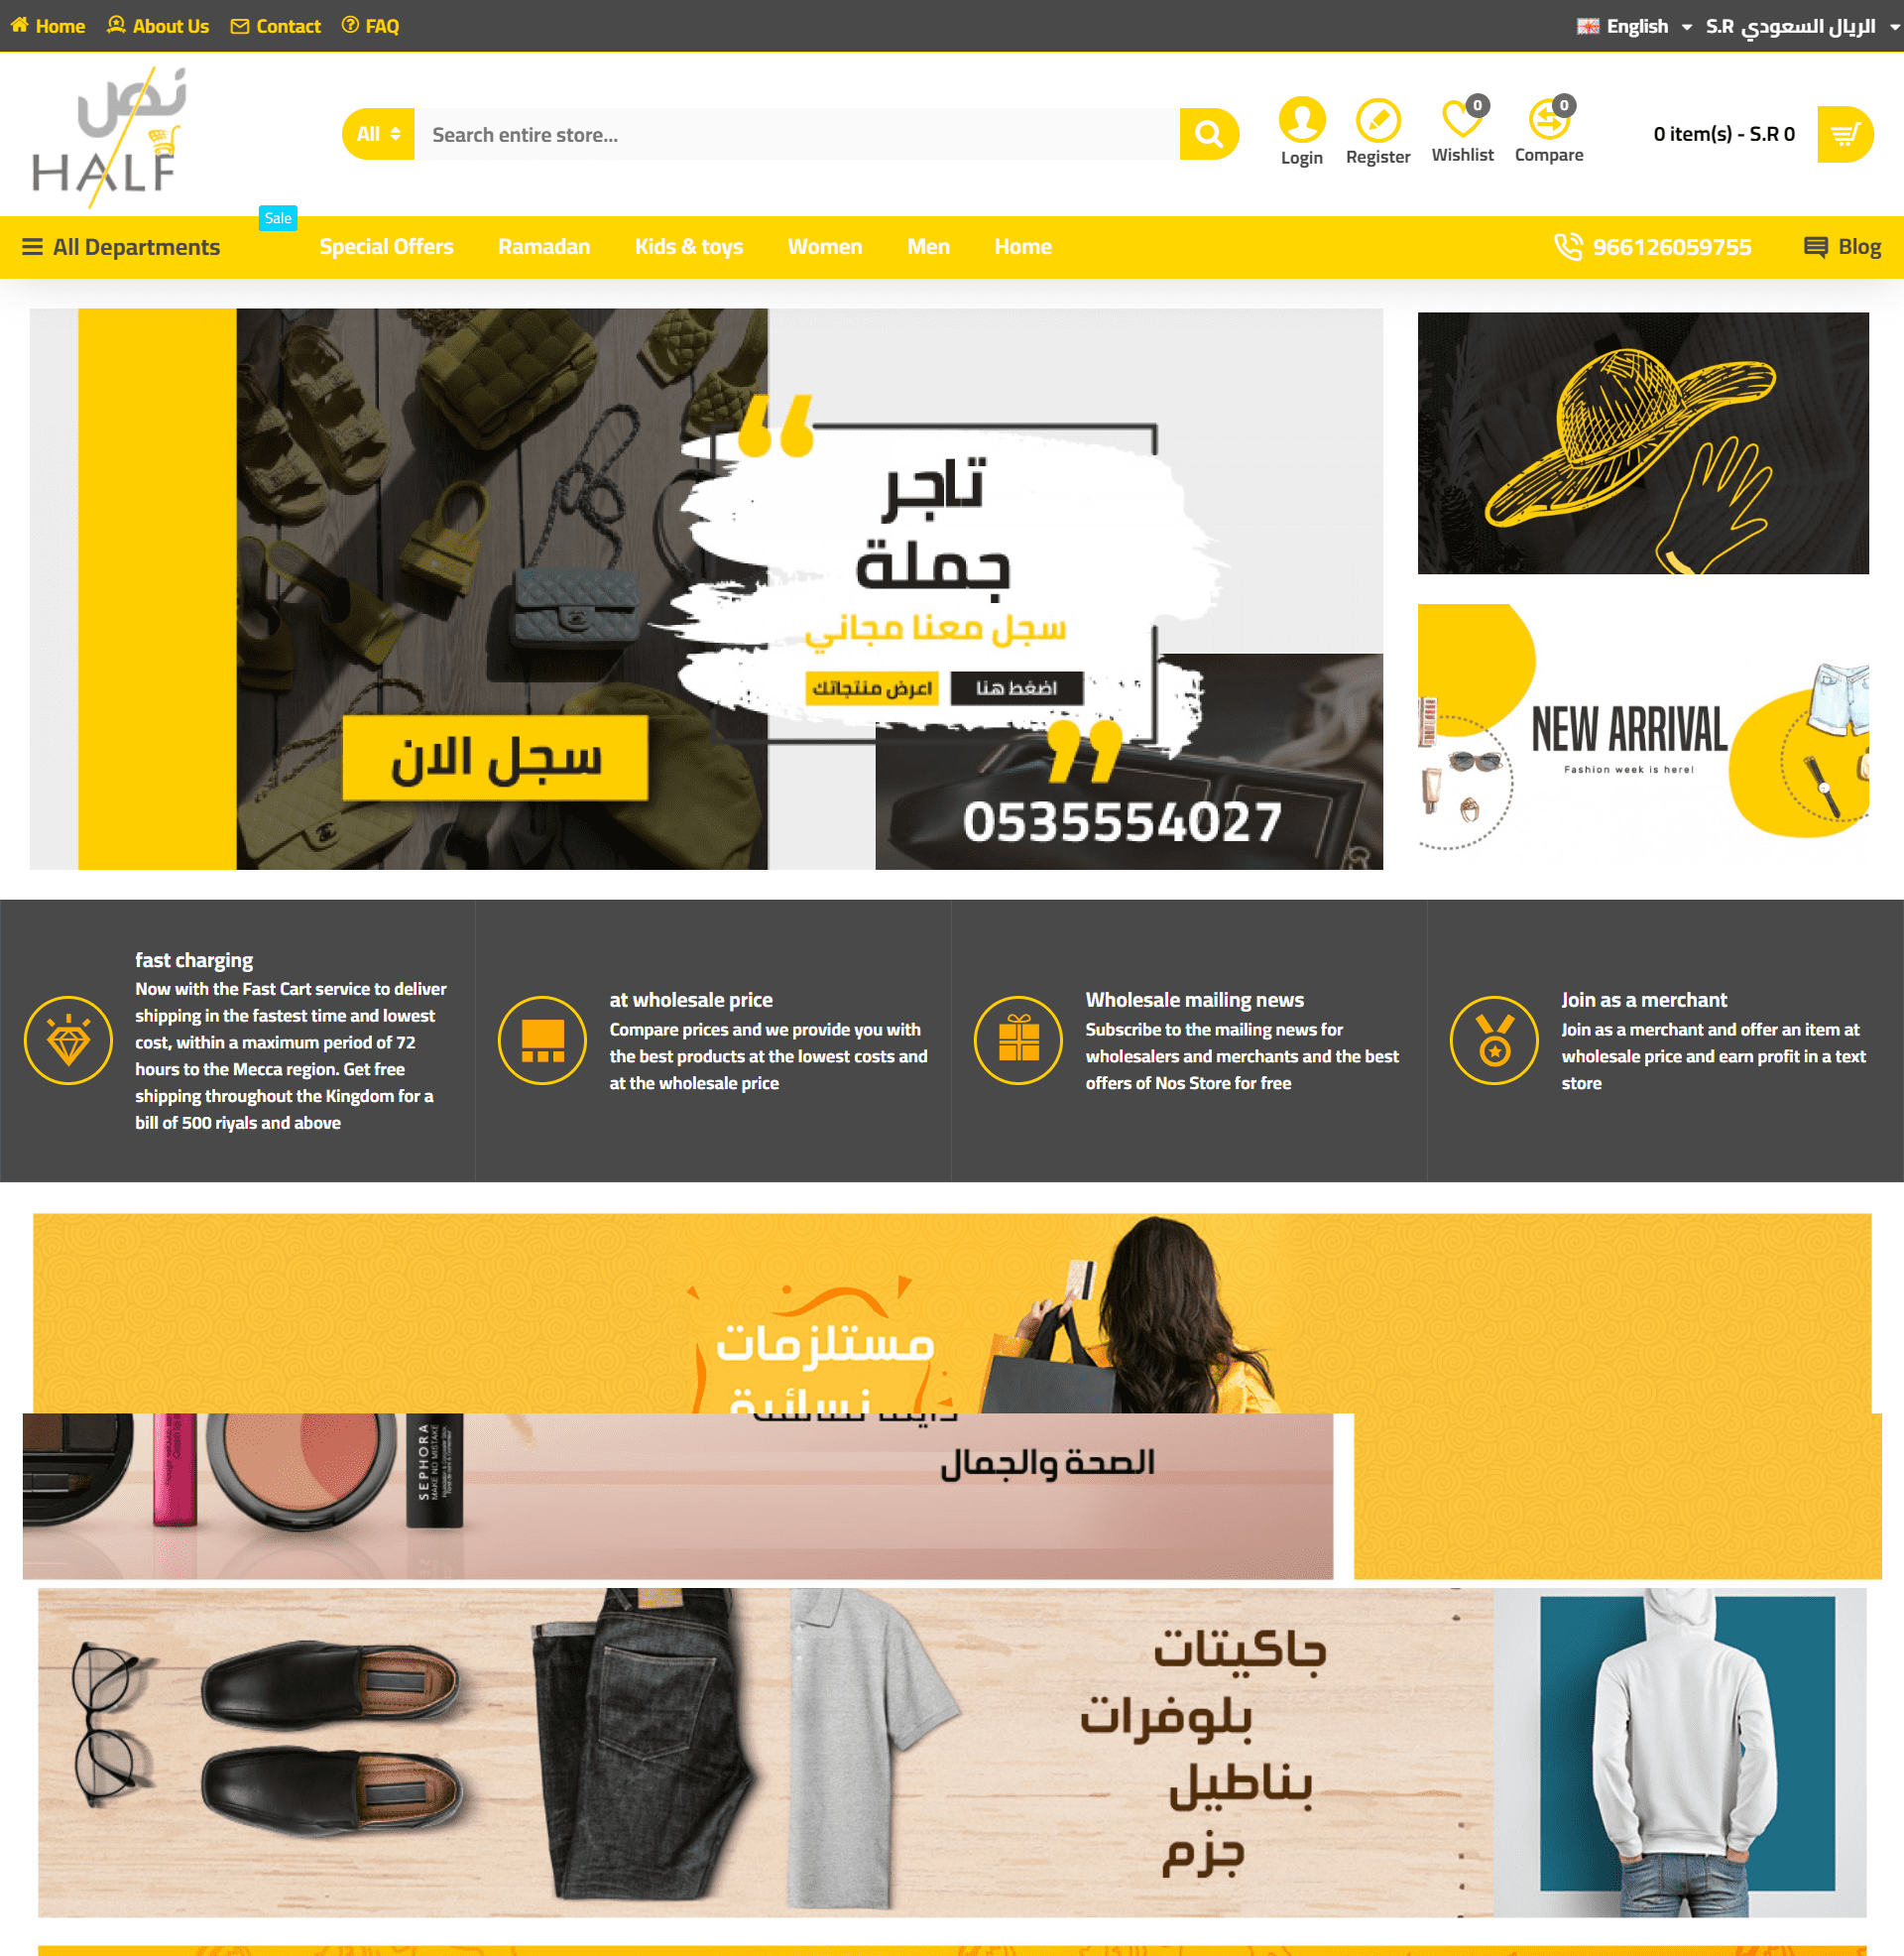 Home About Us Contact FAQ
English S.R الريال السعودي
نص
HALF
All Search entire store...
Login Register Wishlist 0 Compare 0
0 item(s) - S.R 0
Sale
All Departments Special Offers Ramadan Kids & toys Women Men Home 966126059755 Blog
تاجر
جملة
سجل معنا مجاني
اضغط هنا اعرض منتجاتك
سجل الان
0535554027
NEW ARRIVAL
Fashion week is here!
fast charging
Now with the Fast Cart service to deliver
shipping in the fastest time and lowest
cost, within a maximum period of 72
hours to the Mecca region. Get free
shipping throughout the Kingdom for a
bill of 500 riyals and above
at wholesale price
Compare prices and we provide you with
the best products at the lowest costs and
at the wholesale price
Wholesale mailing news
Subscribe to the mailing news for
wholesalers and merchants and the best
offers of Nos Store for free
Join as a merchant
Join as a merchant and offer an item at
wholesale price and earn profit in a text
store
مستلزمات
نسائية
الصحة والجمال
SEPHORA
MAKE NO MISTAKE
جاكيتات
بلوفرات
بناطيل
جزم